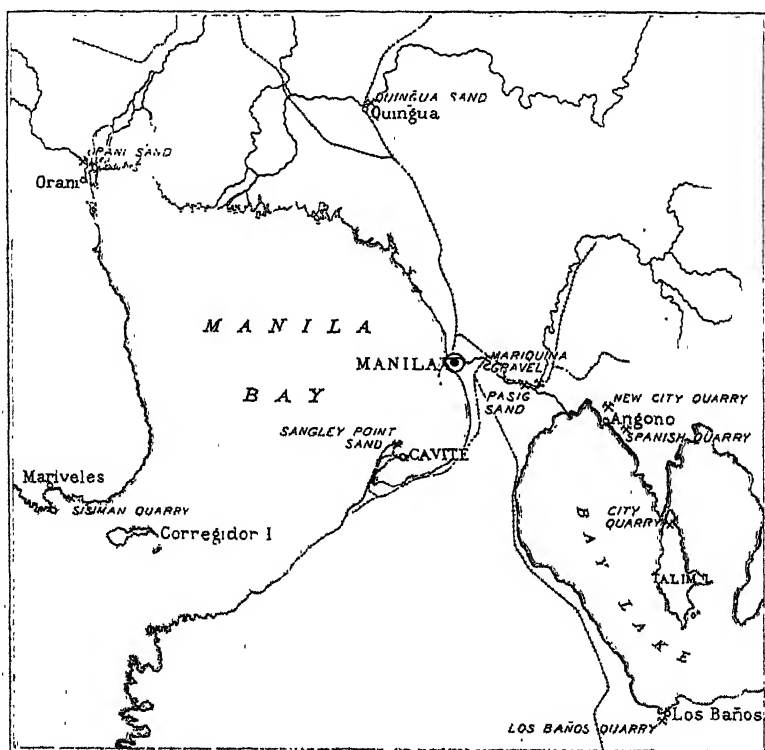 QUINGUA SAND
Quingua
PANI SAND
Orani
MANILA
BAY
MANILA
MARIQUINA
GRAVEL
PASIG
SAND
NEW CITY QUARRY
Angono
SPANISH QUARRY
SANGLEY POINT
SAND
CAVITE
Mariveles
SISIMAN QUARRY
Corregidor I
CITY
QUARRY
TALIM I.
BAY LAKE
Los Baños
LOS BAÑOS QUARRY